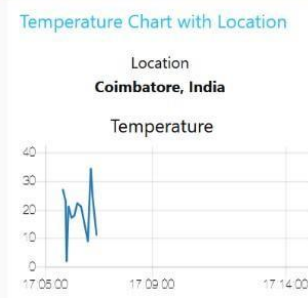 Temperature Chart with Location
Location
Coimbatore, India
Temperature
40
30
20
10
0
17:05:00 17:09:00 17:14:00